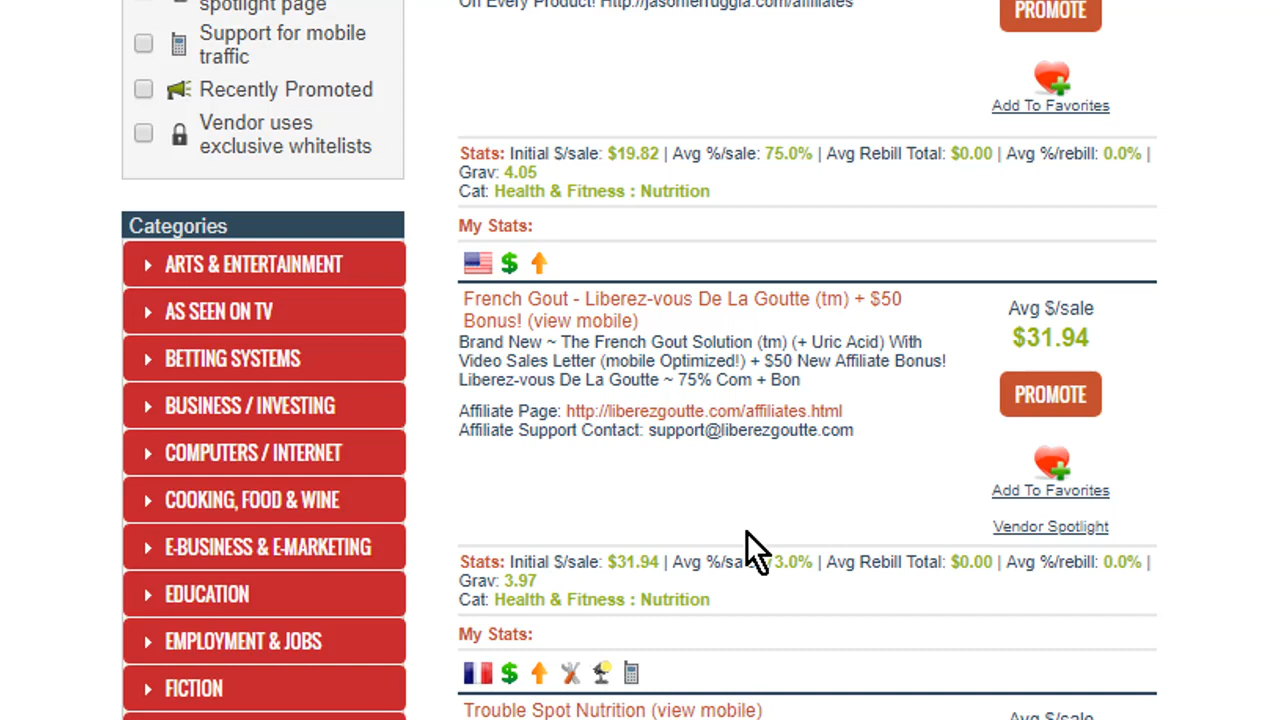 spotlight page
Support for mobile
traffic
Recently Promoted
Vendor uses
exclusive whitelists
Categories
ARTS & ENTERTAINMENT
AS SEEN ON TV
BETTING SYSTEMS
BUSINESS / INVESTING
COMPUTERS / INTERNET
COOKING, FOOD & WINE
E-BUSINESS & E-MARKETING
EDUCATION
EMPLOYMENT & JOBS
FICTION
On Every Product! Http://jasonferruggia.com/affiliates
PROMOTE
Add To Favorites
Stats: Initial $/sale: $19.82 | Avg %/sale: 75.0% | Avg Rebill Total: $0.00 | Avg %/rebill: 0.0% |
Grav: 4.05
Cat: Health & Fitness : Nutrition
My Stats:
French Gout - Liberez-vous De La Goutte (tm) + $50
Bonus! (view mobile)
Brand New ~ The French Gout Solution (tm) (+ Uric Acid) With
Video Sales Letter (mobile Optimized!) + $50 New Affiliate Bonus!
Liberez-vous De La Goutte ~ 75% Com + Bon
Affiliate Page: http://liberezgoutte.com/affiliates.html
Affiliate Support Contact: support@liberezgoutte.com
Avg $/sale
$31.94
PROMOTE
Add To Favorites
Vendor Spotlight
Stats: Initial $/sale: $31.94 | Avg %/sa 3.0% | Avg Rebill Total: $0.00 | Avg %/rebill: 0.0% |
Grav: 3.97
Cat: Health & Fitness : Nutrition
My Stats:
Trouble Spot Nutrition (view mobile)
Avg $/sale